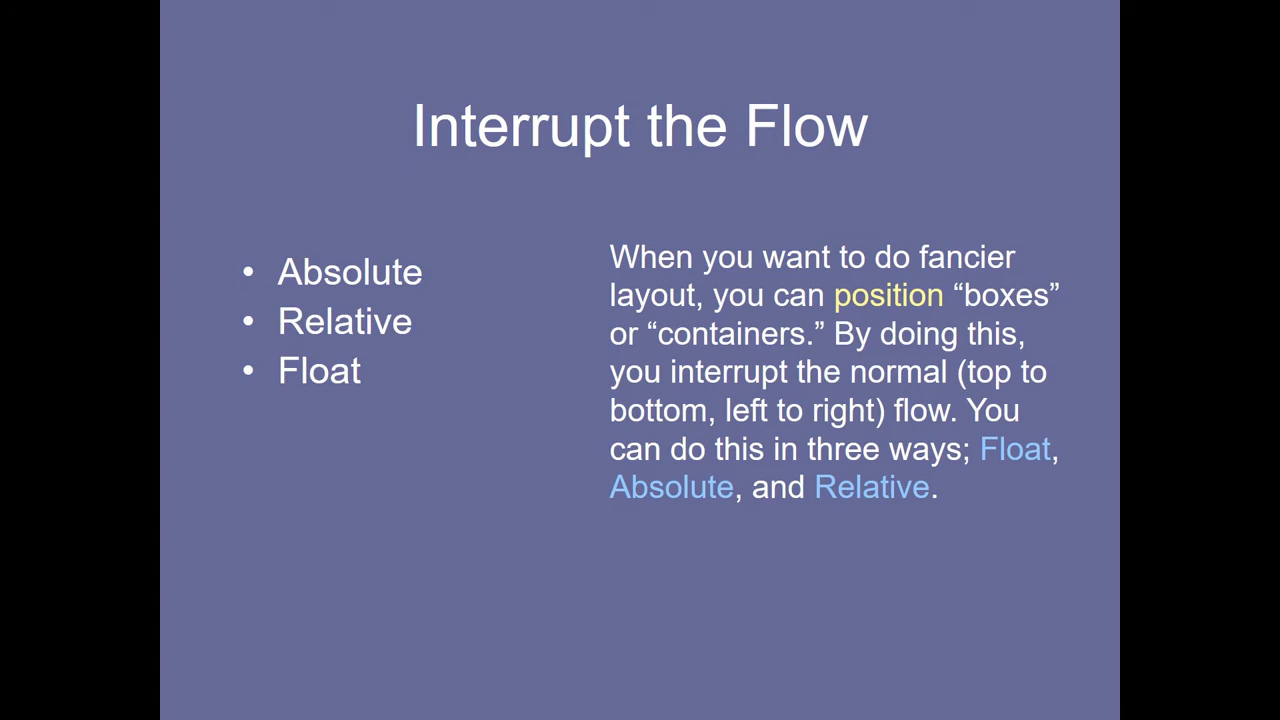 Interrupt the Flow
• Absolute
• Relative
• Float
When you want to do fancier
layout, you can position “boxes”
or “containers.” By doing this,
you interrupt the normal (top to
bottom, left to right) flow. You
can do this in three ways; Float,
Absolute, and Relative.